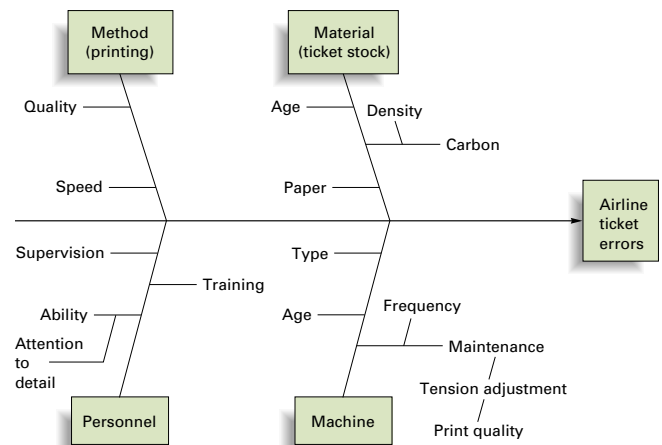 Method
(printing)
Material
(ticket stock)
Quality
Age
Density
Carbon
Speed
Paper
Airline
ticket
errors
Supervision
Type
Training
Ability
Age
Frequency
Attention
to
detail
Maintenance
Tension adjustment
Print quality
Personnel
Machine